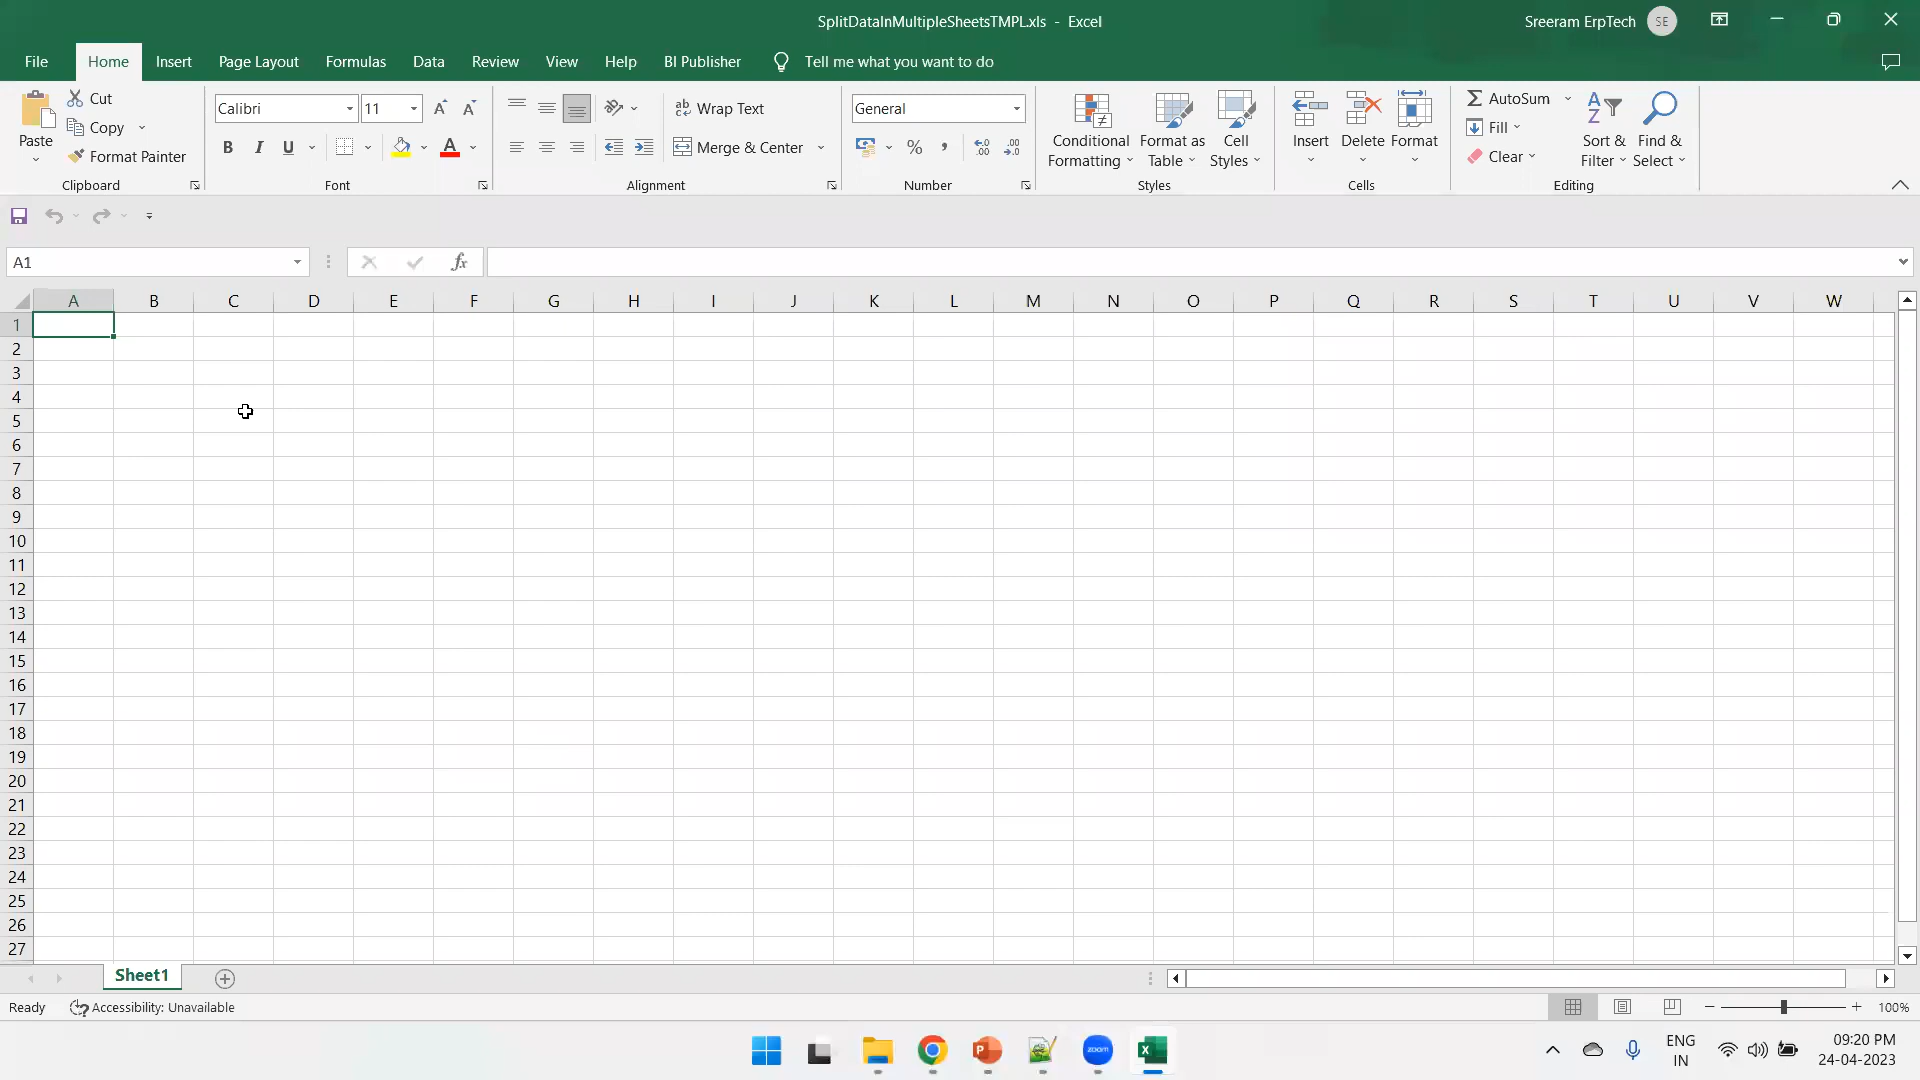 SplitDataInMultipleSheetsTMPL.xls - Excel
Sreeram ErpTech SE
File Home Insert Page Layout Formulas Data Review View Help BI Publisher Tell me what you want to do
Paste
Cut
Copy
Format Painter
Clipboard
Calibri 11
B I U A
Font
ab Wrap Text
Merge & Center
Alignment
General
% ,
Number
Conditional Formatting
Format as Table
Cell Styles
Styles
Insert Delete Format
Cells
AutoSum
Fill
Clear
Sort & Filter
Find & Select
Editing
A1 fx
A B C D E F G H I J K L M N O P Q R S T U V W
1
2
3
4
5
6
7
8
9
10
11
12
13
14
15
16
17
18
19
20
21
22
23
24
25
26
27
Sheet1
Ready Accessibility: Unavailable 100%
zoom
ENG
IN
09:20 PM
24-04-2023